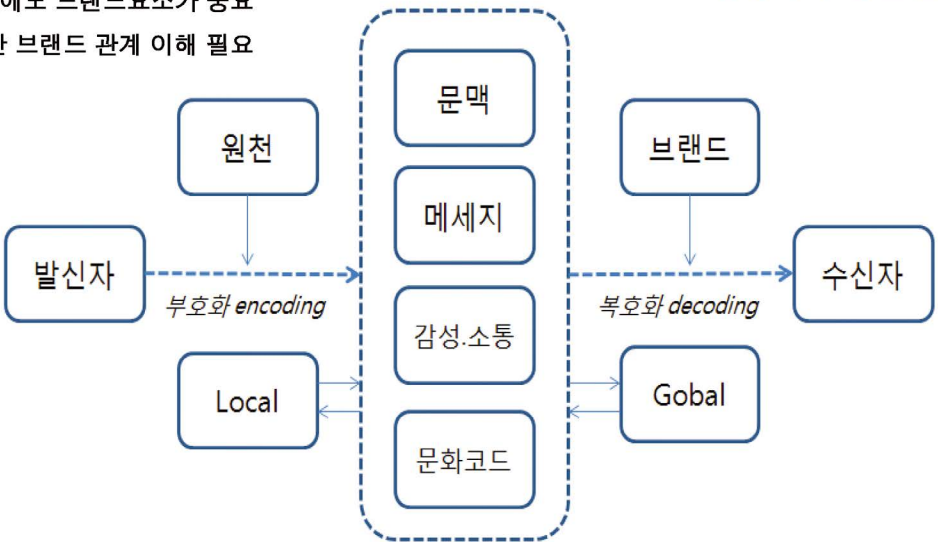 브랜드요소가 중요
브랜드 관계 이해 필요
문맥
원천
브랜드
메세지
발신자
수신자
부호화 encoding
복호화 decoding
감성.소통
Local
Gobal
문화코드